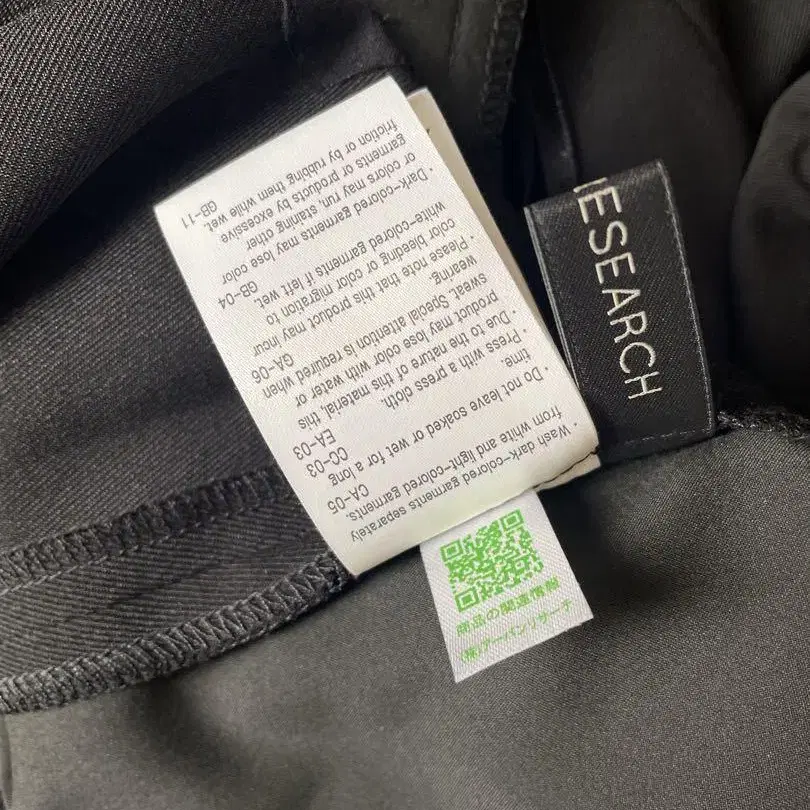 ・Wash dark-colored garments separately
from white and light-colored garments.
CA-05
・Do not leave soaked or wet for a long
time. CC-03
・Press with a press cloth. EA-03
・Due to the nature of this material, this
product may lose color with water or
sweat. Special attention is required when
wearing. GA-06
・Please note that this product may incur
color bleeding or color migration to
white-colored garments if left wet.
GB-04
・Dark-colored garments may lose color
or colors may run, staining other
garments or products by excessive
friction or by rubbing them while wet.
GB-11
RESEARCH
商品の関連情報
(株)アーバンリサーチ